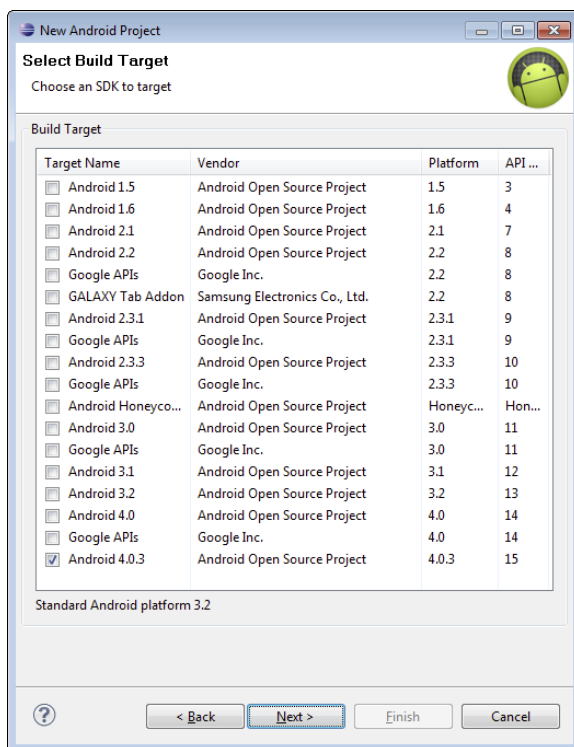 New Android Project
Select Build Target
Choose an SDK to target
Build Target
Target Name Vendor Platform API ...
Android 1.5 Android Open Source Project 1.5 3
Android 1.6 Android Open Source Project 1.6 4
Android 2.1 Android Open Source Project 2.1 7
Android 2.2 Android Open Source Project 2.2 8
Google APIs Google Inc. 2.2 8
GALAXY Tab Addon Samsung Electronics Co., Ltd. 2.2 8
Android 2.3.1 Android Open Source Project 2.3.1 9
Google APIs Google Inc. 2.3.1 9
Android 2.3.3 Android Open Source Project 2.3.3 10
Google APIs Google Inc. 2.3.3 10
Android Honeyco... Android Open Source Project Honeyc... Hon...
Android 3.0 Android Open Source Project 3.0 11
Google APIs Google Inc. 3.0 11
Android 3.1 Android Open Source Project 3.1 12
Android 3.2 Android Open Source Project 3.2 13
Android 4.0 Android Open Source Project 4.0 14
Google APIs Google Inc. 4.0 14
Android 4.0.3 Android Open Source Project 4.0.3 15
Standard Android platform 3.2
? < Back Next > Finish Cancel